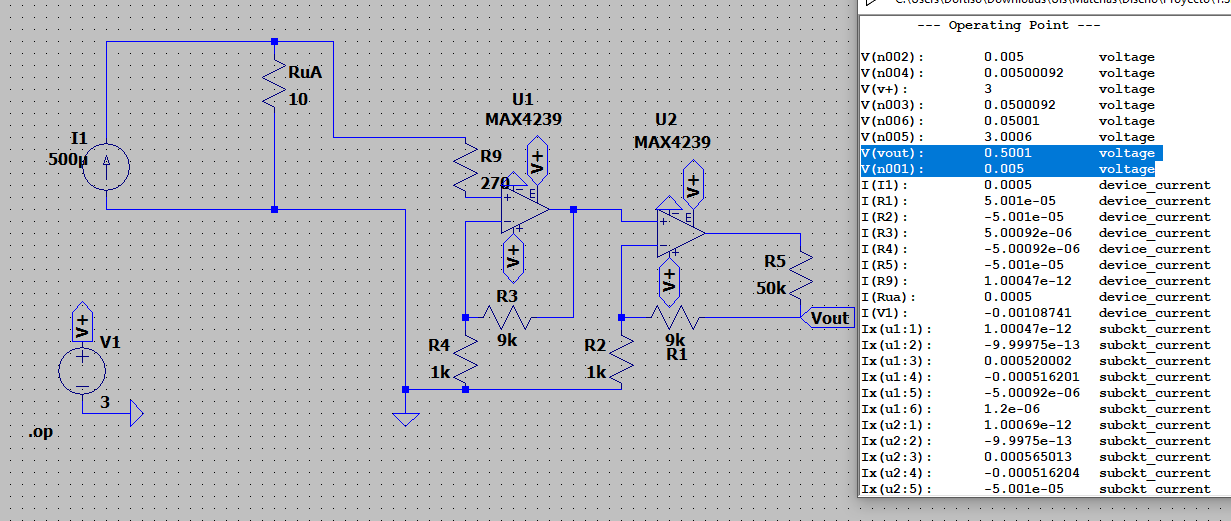 I1
500µ
RuA
10
R9
270
U1
MAX4239
V+
E
V+
R3
9k
R4
1k
U2
MAX4239
V+
E
V+
R2
1k
9k
R1
R5
50k
Vout
V+
V1
3
.op
--- Operating Point ---
V(n002): 0.005 voltage
V(n004): 0.00500092 voltage
V(v+): 3 voltage
V(n003): 0.0500092 voltage
V(n006): 0.05001 voltage
V(n005): 3.0006 voltage
V(vout): 0.5001 voltage
V(n001): 0.005 voltage
I(I1): 0.0005 device_current
I(R1): 5.001e-05 device_current
I(R2): -5.001e-05 device_current
I(R3): 5.00092e-06 device_current
I(R4): -5.00092e-06 device_current
I(R5): -5.001e-05 device_current
I(R9): 1.00047e-12 device_current
I(Rua): 0.0005 device_current
I(V1): -0.00108741 device_current
Ix(u1:1): 1.00047e-12 subckt_current
Ix(u1:2): -9.99975e-13 subckt_current
Ix(u1:3): 0.000520002 subckt_current
Ix(u1:4): -0.000516201 subckt_current
Ix(u1:5): -5.00092e-06 subckt_current
Ix(u1:6): 1.2e-06 subckt_current
Ix(u2:1): 1.00069e-12 subckt_current
Ix(u2:2): -9.9975e-13 subckt_current
Ix(u2:3): 0.000565013 subckt_current
Ix(u2:4): -0.000516204 subckt_current
Ix(u2:5): -5.001e-05 subckt_current